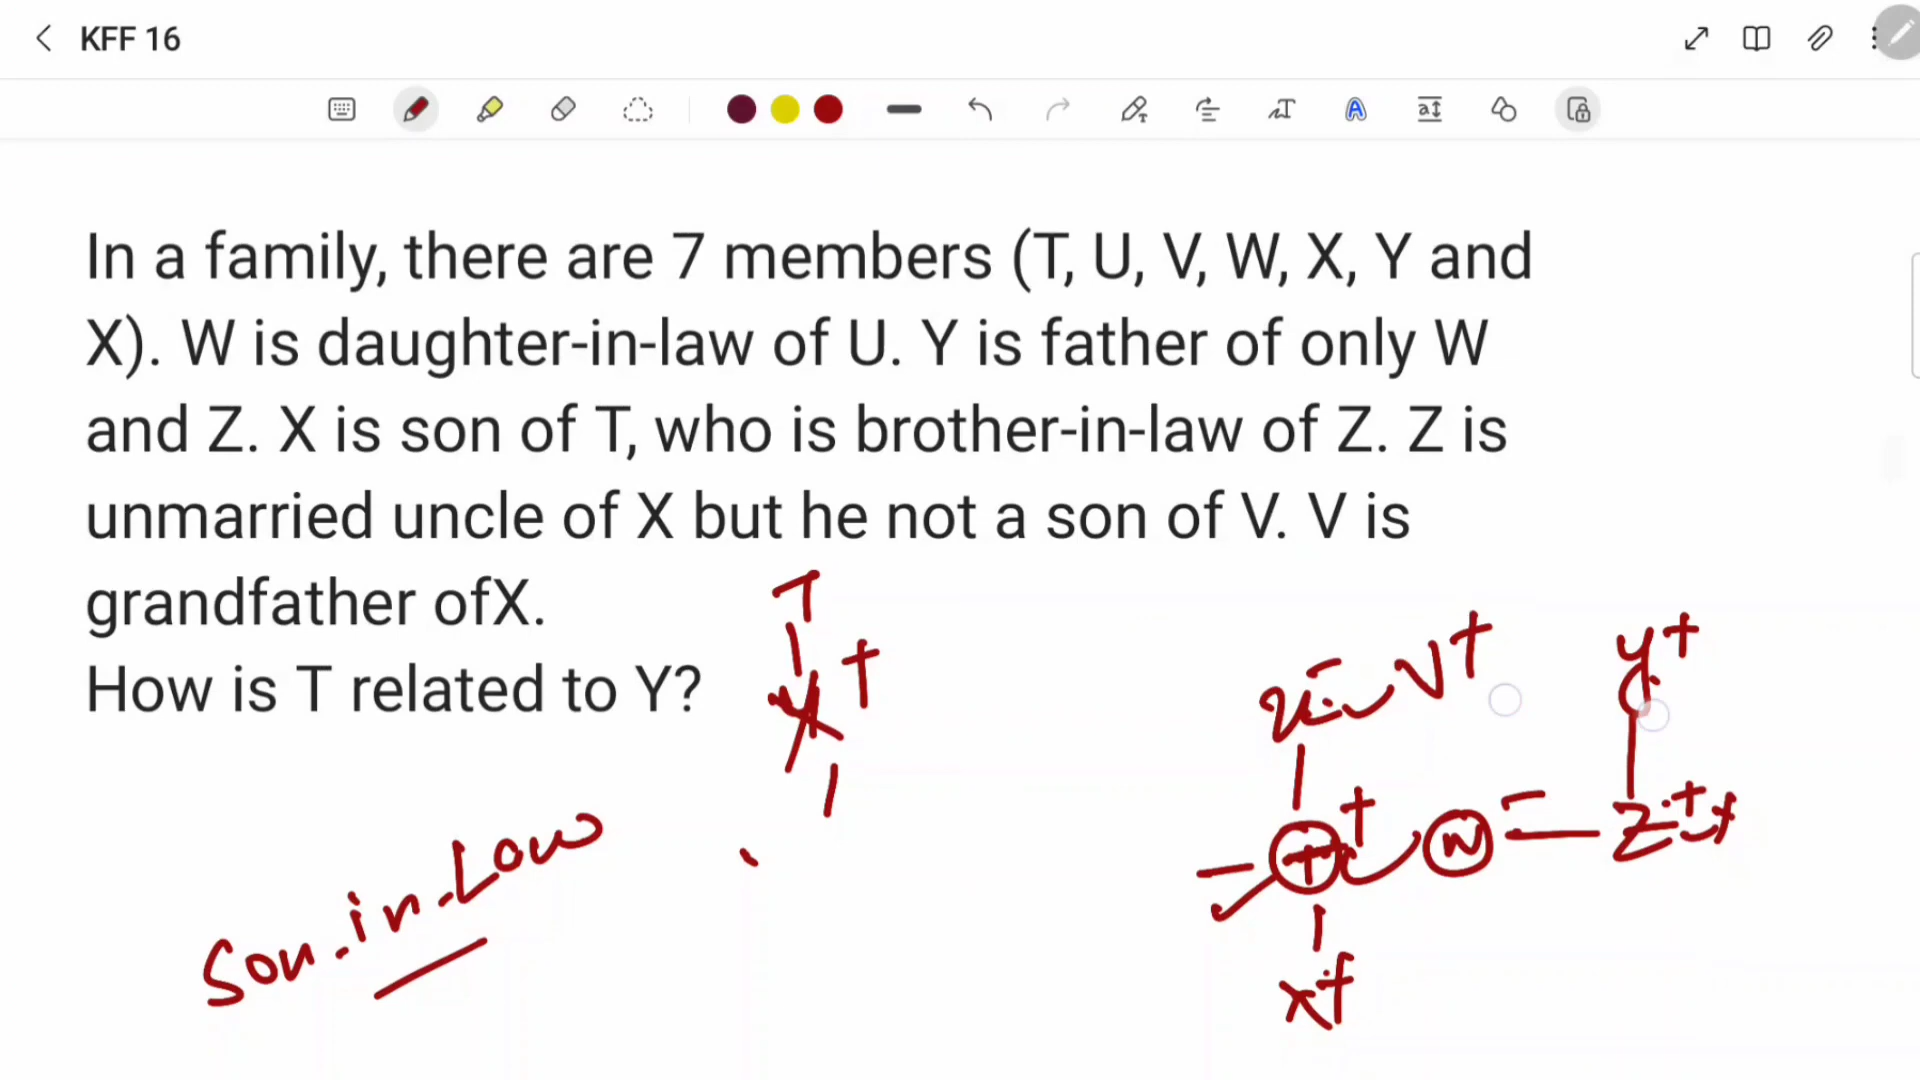 KFF 16
In a family, there are 7 members (T, U, V, W, X, Y and
X). W is daughter-in-law of U. Y is father of only W
and Z. X is son of T, who is brother-in-law of Z. Z is
unmarried uncle of X but he not a son of V. V is
grandfather ofX.
How is T related to Y?
T
X +
V+
Y+
T + W - Z+
X+
Son-in-Law